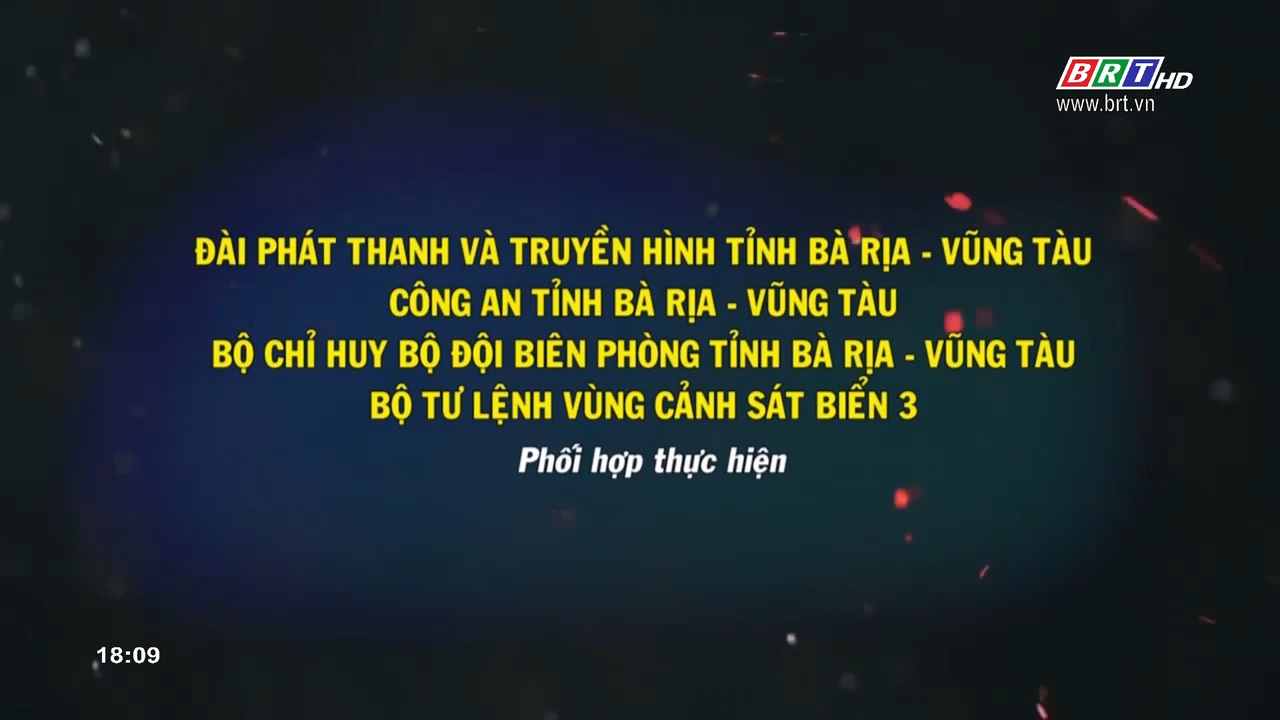 BRT HD
www.brt.vn
ĐÀI PHÁT THANH VÀ TRUYỀN HÌNH TỈNH BÀ RỊA - VŨNG TÀU
CÔNG AN TỈNH BÀ RỊA - VŨNG TÀU
BỘ CHỈ HUY BỘ ĐỘI BIÊN PHÒNG TỈNH BÀ RỊA - VŨNG TÀU
BỘ TƯ LỆNH VÙNG CẢNH SÁT BIỂN 3
Phối hợp thực hiện
18:09